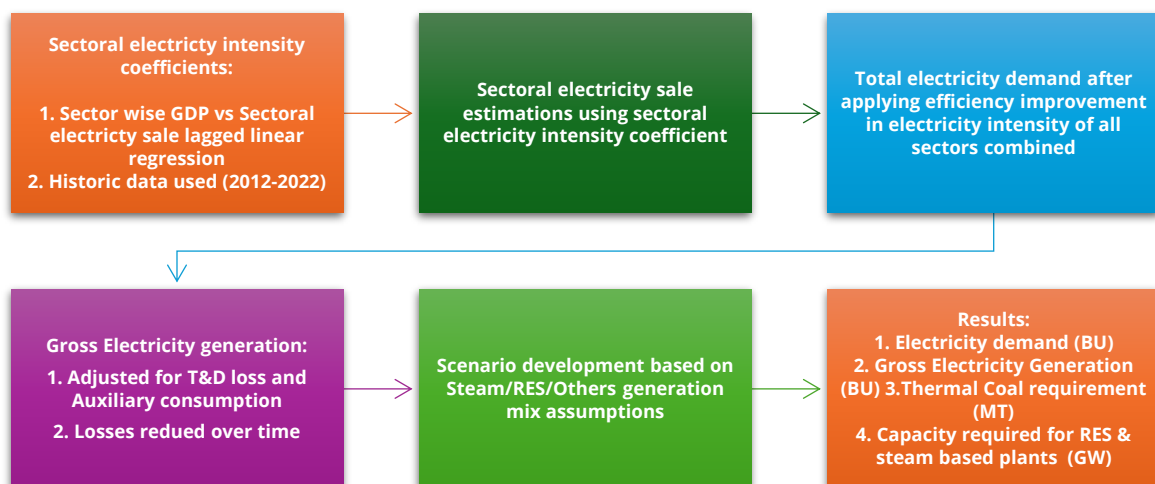 Sectoral electricty intensity
coefficients:
1. Sector wise GDP vs Sectoral
electricty sale lagged linear
regression
2. Historic data used (2012-2022)
Sectoral electricity sale
estimations using sectoral
electricity intensity coefficient
Total electricity demand after
applying efficiency improvement
in electricity intensity of all
sectors combined
Gross Electricity generation:
1. Adjusted for T&D loss and
Auxiliary consumption
2. Losses redued over time
Scenario development based on
Steam/RES/Others generation
mix assumptions
Results:
1. Electricity demand (BU)
2. Gross Electricity Generation
(BU) 3.Thermal Coal requirement
(MT)
4. Capacity required for RES &
steam based plants (GW)